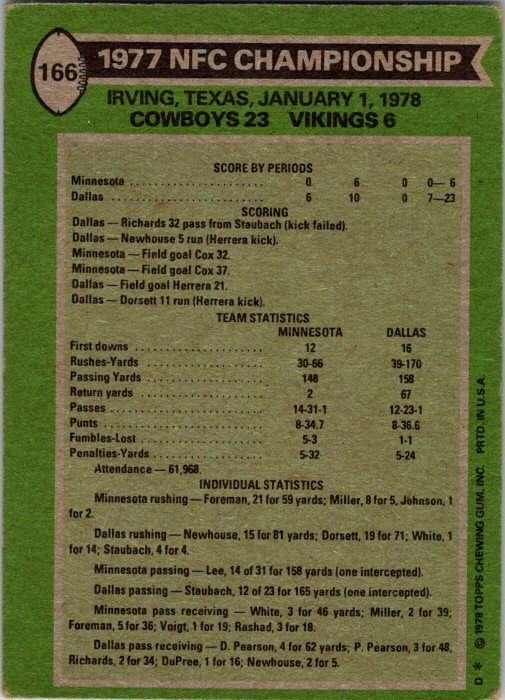 166
1977 NFC CHAMPIONSHIP
IRVING, TEXAS, JANUARY 1, 1978
COWBOYS 23 VIKINGS 6
SCORE BY PERIODS
Minnesota . . . . . . . . . . . . . . . . . . . . . . 0 6 0 0— 6
Dallas . . . . . . . . . . . . . . . . . . . . . . . . . 6 10 0 7—23
SCORING
Dallas — Richards 32 pass from Staubach (kick failed).
Dallas — Newhouse 5 run (Herrera kick).
Minnesota — Field goal Cox 32.
Minnesota — Field goal Cox 37.
Dallas — Field goal Herrera 21.
Dallas — Dorsett 11 run (Herrera kick).
TEAM STATISTICS
MINNESOTA DALLAS
First downs . . . . . . . . . . . . . . . . . . 12 16
Rushes-Yards . . . . . . . . . . . . . . . . . 30-66 39-170
Passing Yards . . . . . . . . . . . . . . . . 148 158
Return yards . . . . . . . . . . . . . . . . . 2 67
Passes . . . . . . . . . . . . . . . . . . . . . . 14-31-1 12-23-1
Punts . . . . . . . . . . . . . . . . . . . . . . . 8-34.7 8-36.6
Fumbles-Lost . . . . . . . . . . . . . . . . . 5-3 1-1
Penalties-Yards . . . . . . . . . . . . . . . 5-32 5-24
Attendance — 61,968.
INDIVIDUAL STATISTICS
Minnesota rushing — Foreman, 21 for 59 yards; Miller, 8 for 5, Johnson, 1
for 2.
Dallas rushing — Newhouse, 15 for 81 yards; Dorsett, 19 for 71; White, 1
for 14; Staubach, 4 for 4.
Minnesota passing — Lee, 14 of 31 for 158 yards (one intercepted).
Dallas passing — Staubach, 12 of 23 for 165 yards (one intercepted).
Minnesota pass receiving — White, 3 for 46 yards; Miller, 2 for 39;
Foreman, 5 for 36; Voigt, 1 for 19; Rashad, 3 for 18.
Dallas pass receiving — D. Pearson, 4 for 62 yards; P. Pearson, 3 for 48,
Richards, 2 for 34; DuPree, 1 for 16; Newhouse, 2 for 5.
D * © 1978 TOPPS CHEWING GUM, INC. PRTD. IN U.S.A.